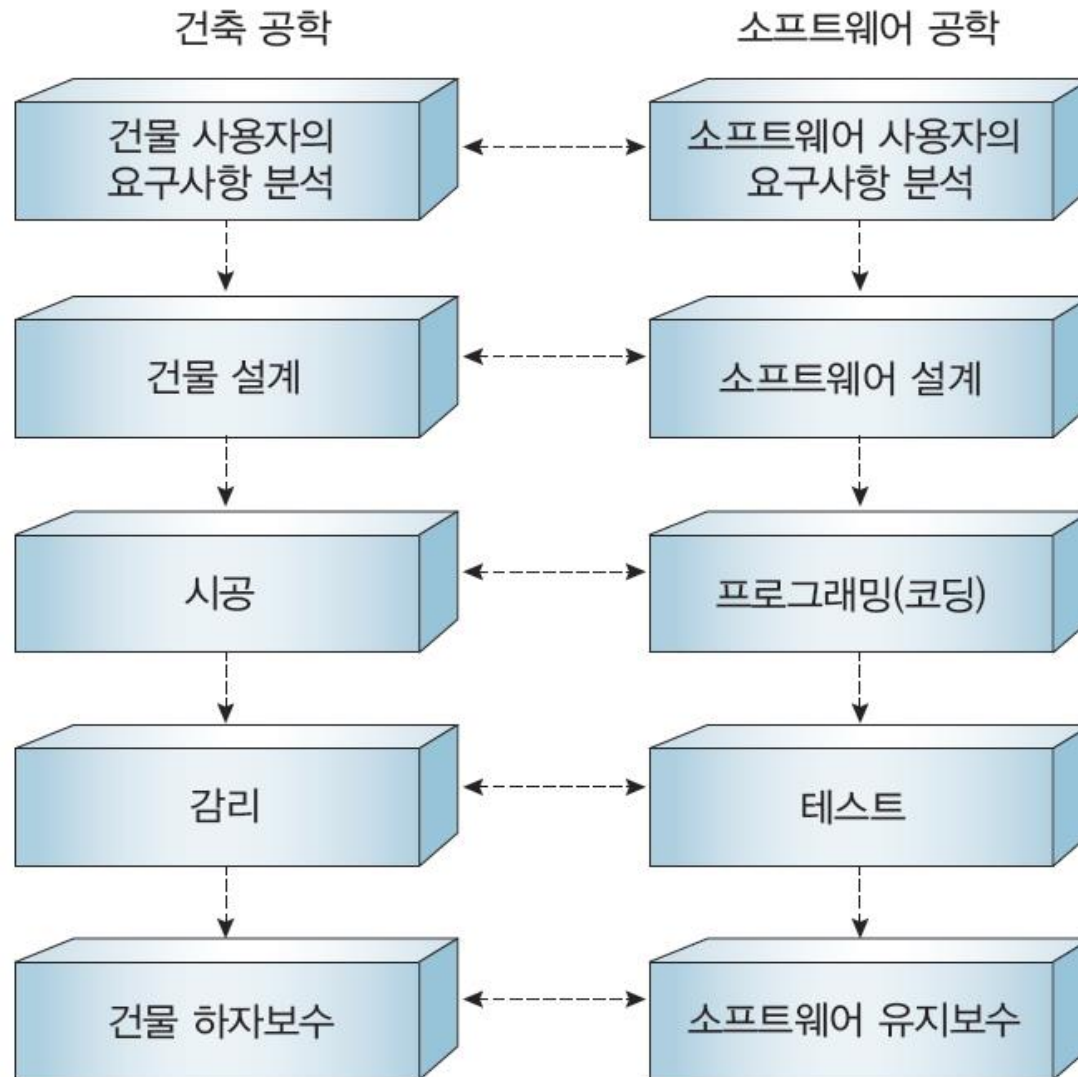 건축 공학
소프트웨어 공학
건물 사용자의
요구사항 분석
소프트웨어 사용자의
요구사항 분석
건물 설계
소프트웨어 설계
시공
프로그래밍(코딩)
감리
테스트
건물 하자보수
소프트웨어 유지보수